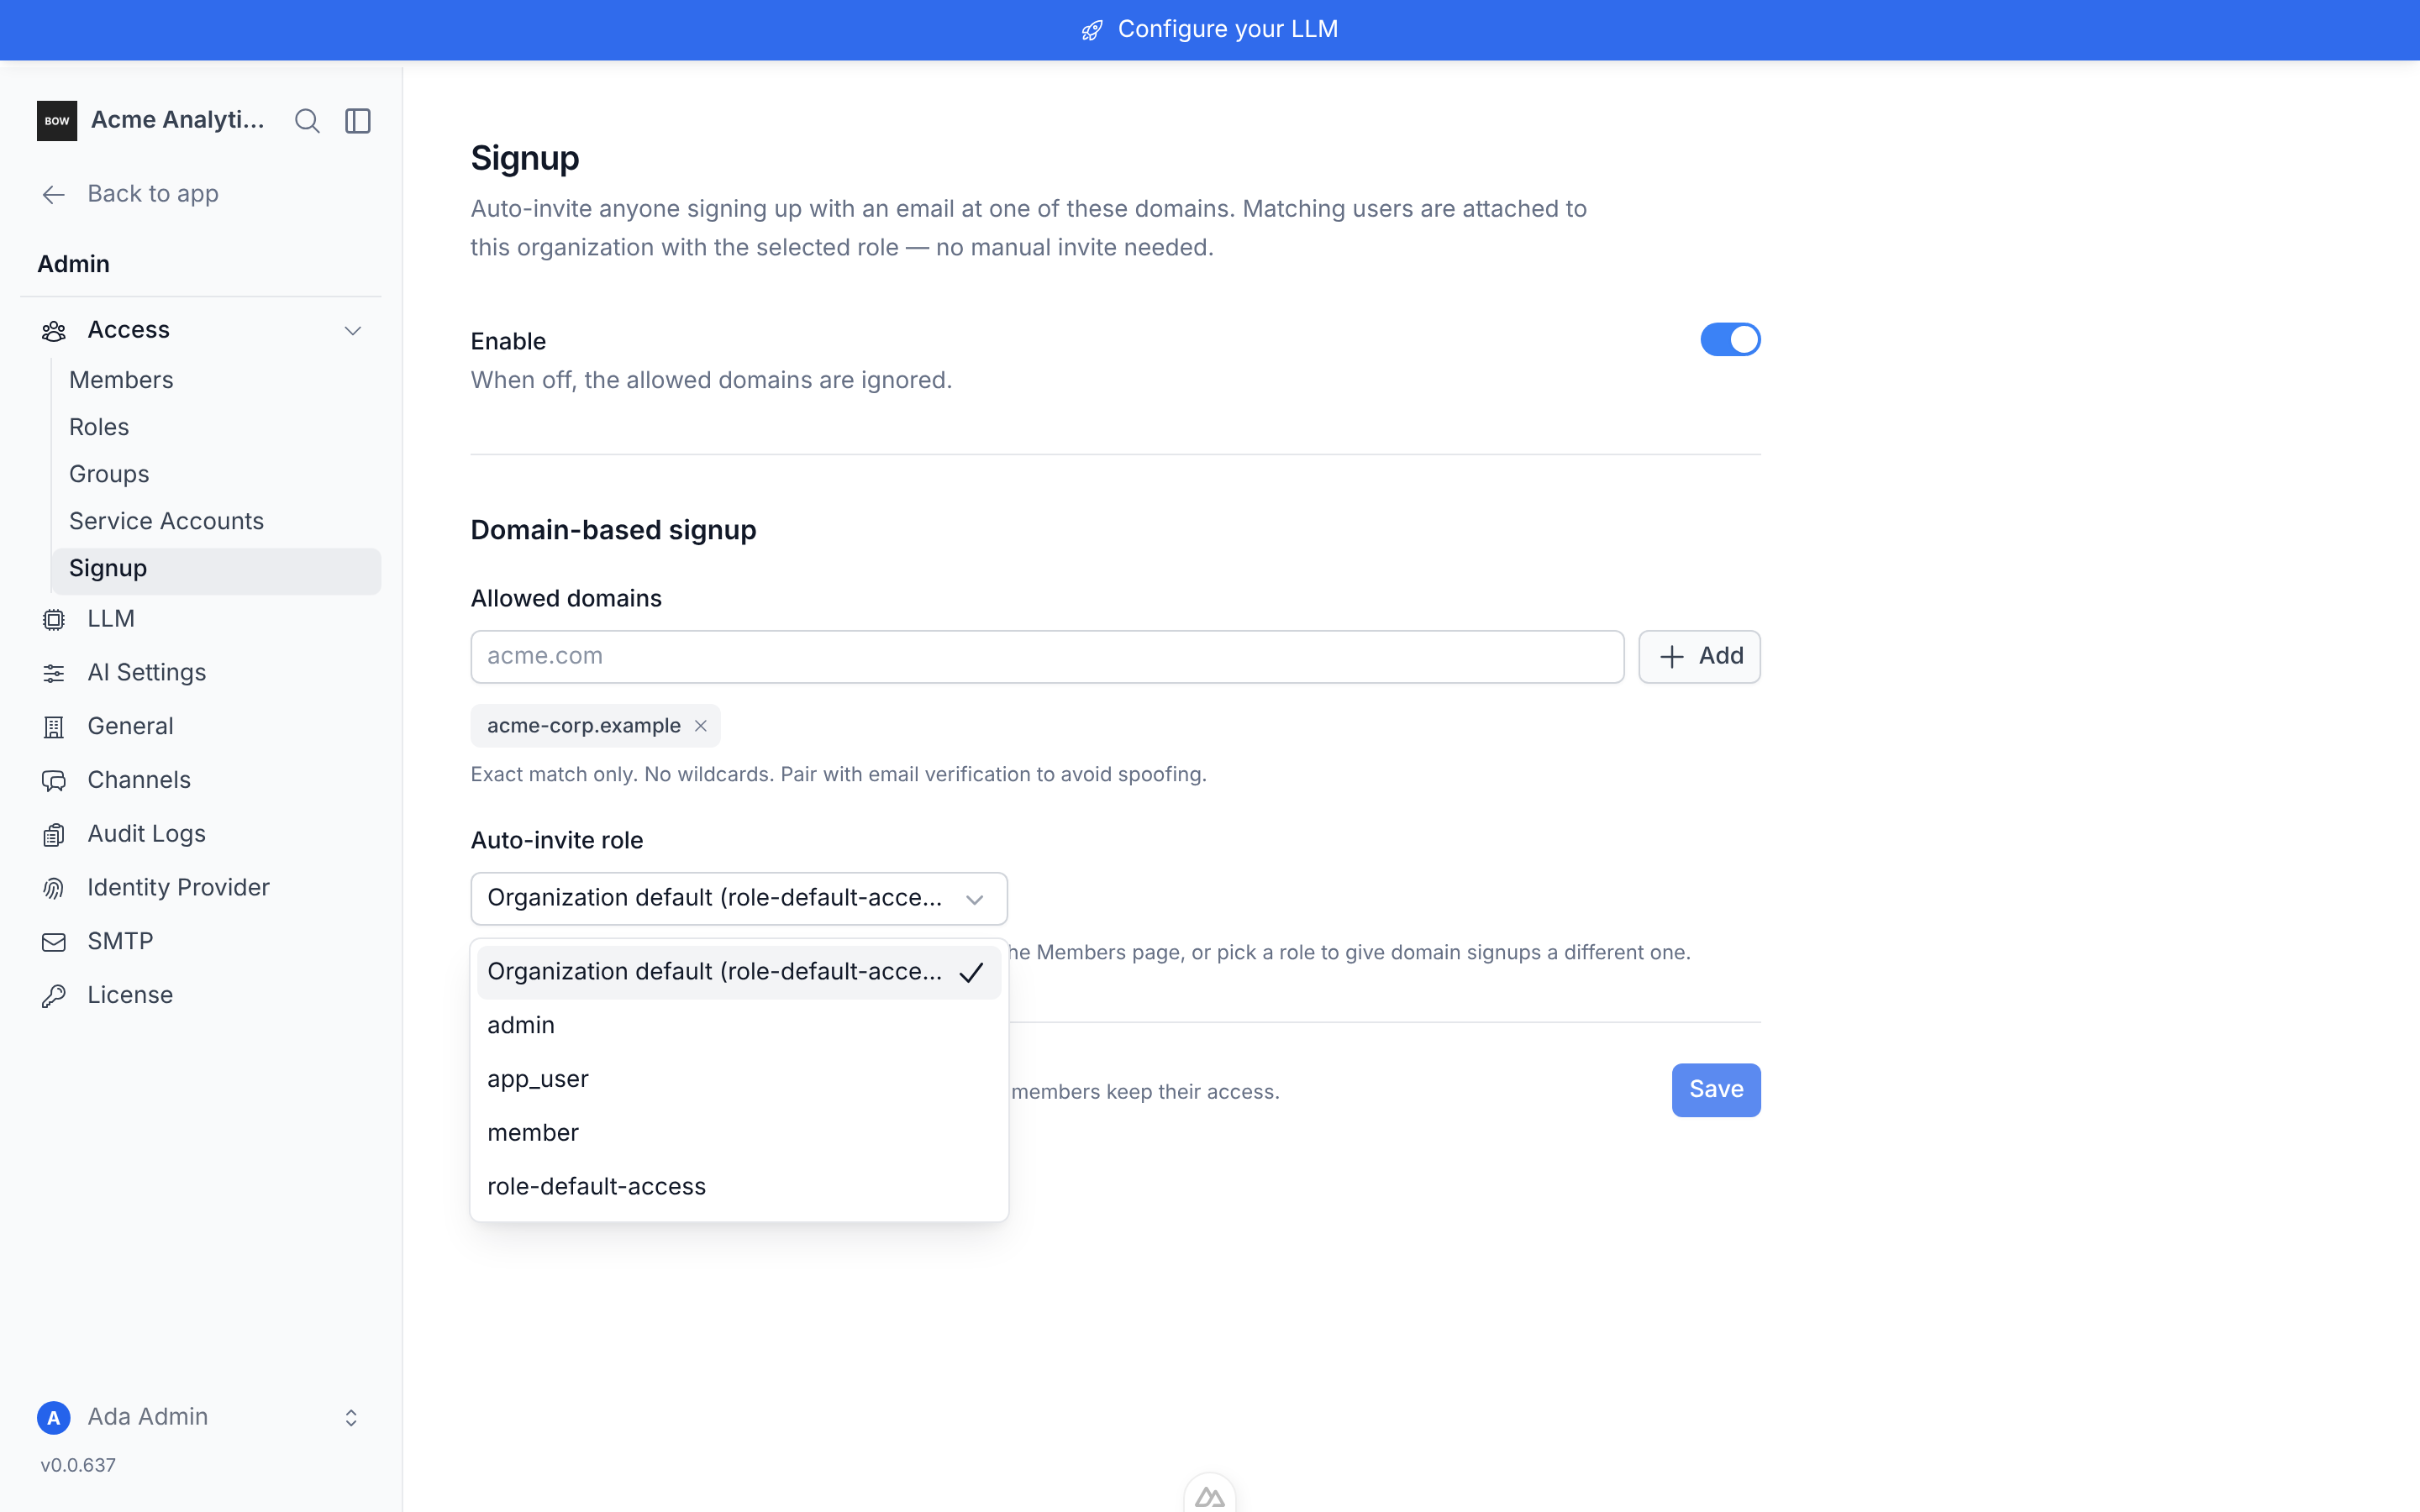 Configure your LLM
BOW
Acme Analyti...
Back to app
Admin
Access
Members
Roles
Groups
Service Accounts
Signup
LLM
AI Settings
General
Channels
Audit Logs
Identity Provider
SMTP
License
Ada Admin
A
v0.0.637
Signup
Auto-invite anyone signing up with an email at one of these domains. Matching users are attached to
this organization with the selected role — no manual invite needed.
Enable
When off, the allowed domains are ignored.
Domain-based signup
Allowed domains
acme.com
Add
acme-corp.example
Exact match only. No wildcards. Pair with email verification to avoid spoofing.
Auto-invite role
Organization default (role-default-acce...
Members page, or pick a role to give domain signups a different one.
Organization default (role-default-acce...
admin
app_user
member
role-default-access
members keep their access.
Save